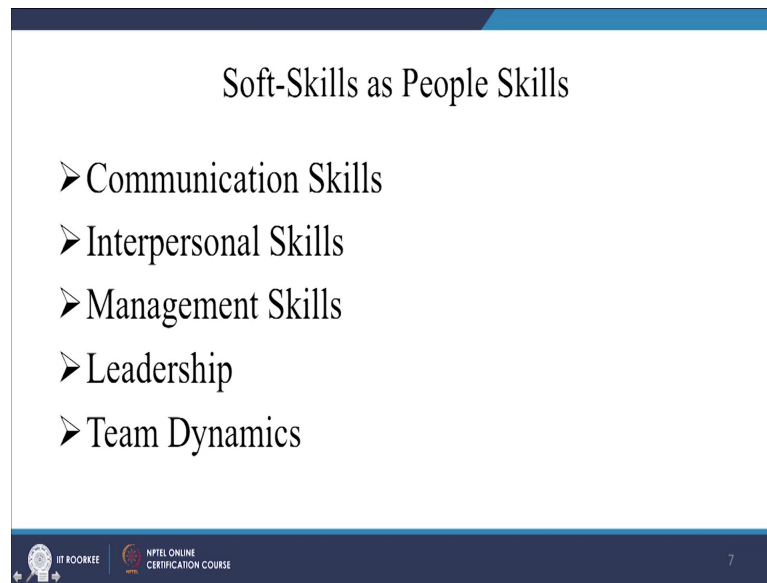 Soft-Skills as People Skills
➢Communication Skills
➢Interpersonal Skills
➢Management Skills
➢Leadership
➢Team Dynamics
IIT ROORKEE
NPTEL ONLINE
CERTIFICATION COURSE
NPTEL
7